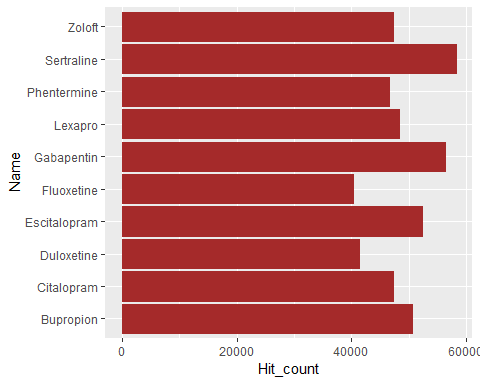 Zoloft
Sertraline
Phentermine
Lexapro
Gabapentin
Fluoxetine
Escitalopram
Duloxetine
Citalopram
Bupropion
Name
0 20000 40000 60000
Hit_count